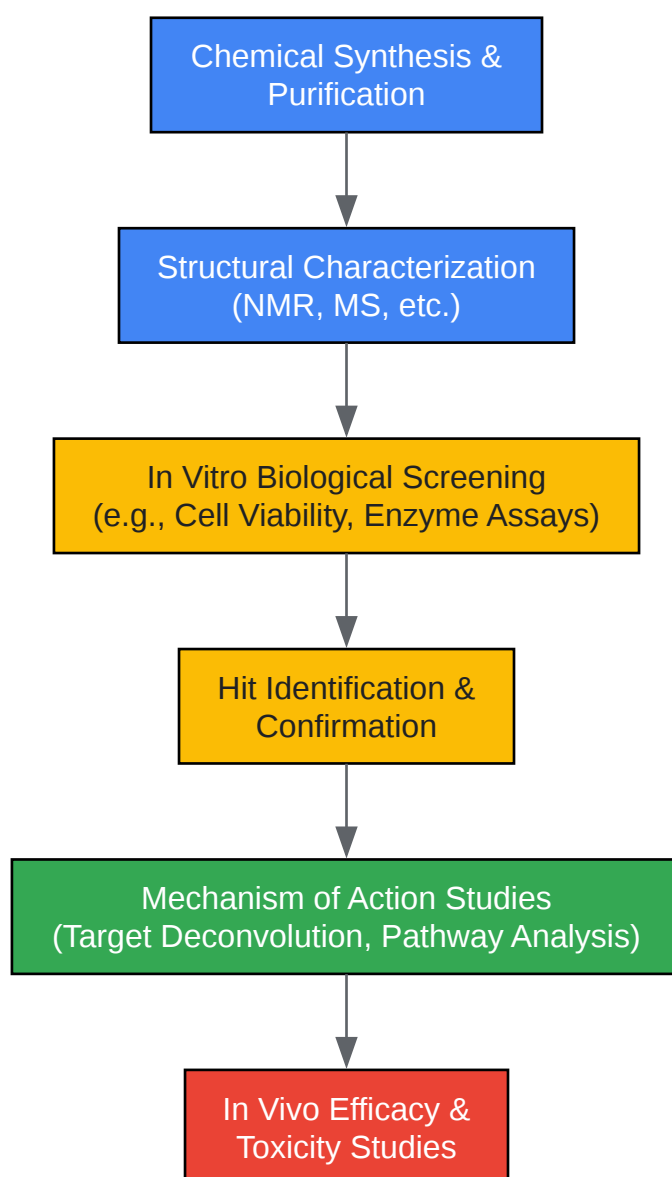 Chemical Synthesis &
Purification
Structural Characterization
(NMR, MS, etc.)
In Vitro Biological Screening
(e.g., Cell Viability, Enzyme Assays)
Hit Identification &
Confirmation
Mechanism of Action Studies
(Target Deconvolution, Pathway Analysis)
In Vivo Efficacy &
Toxicity Studies